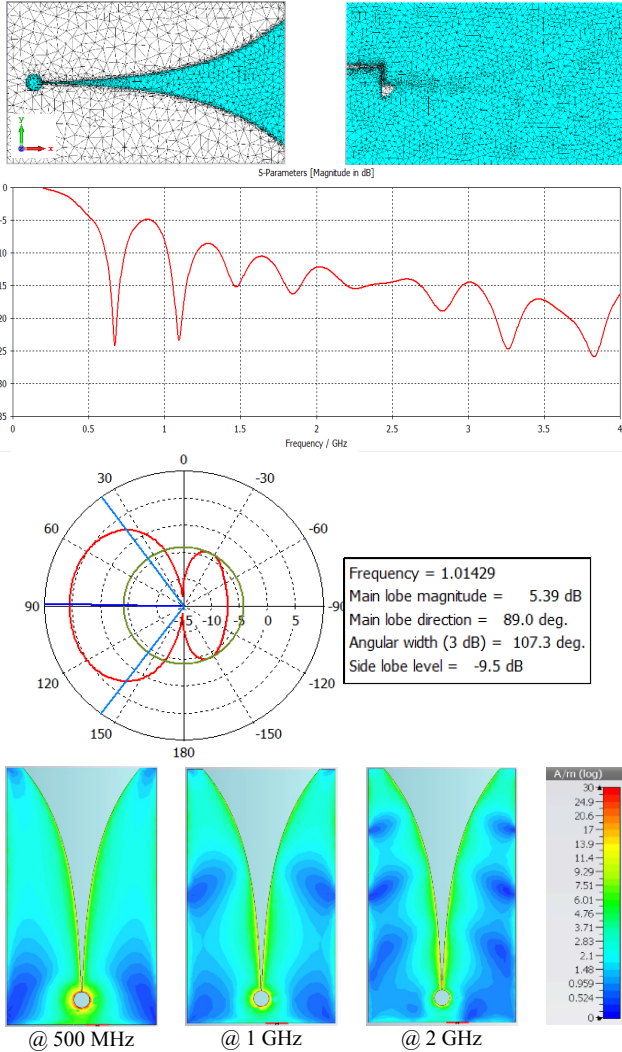 y
x
S-Parameters [Magnitude in dB]
0
-5
-10
-15
-20
-25
-30
-35
0 0.5 1 1.5 2 2.5 3 3.5 4
Frequency / GHz
0
30 -30
60 -60
90 -15 -10 -5 0 5 -90
120 -120
150 -150
180
Frequency = 1.01429
Main lobe magnitude = 5.39 dB
Main lobe direction = 89.0 deg.
Angular width (3 dB) = 107.3 deg.
Side lobe level = -9.5 dB
A/m (log)
30
24.9
20.6
17
13.9
11.4
9.29
7.51
6.01
4.76
3.71
2.83
2.1
1.48
0.959
0.524
0
@ 500 MHz @ 1 GHz @ 2 GHz